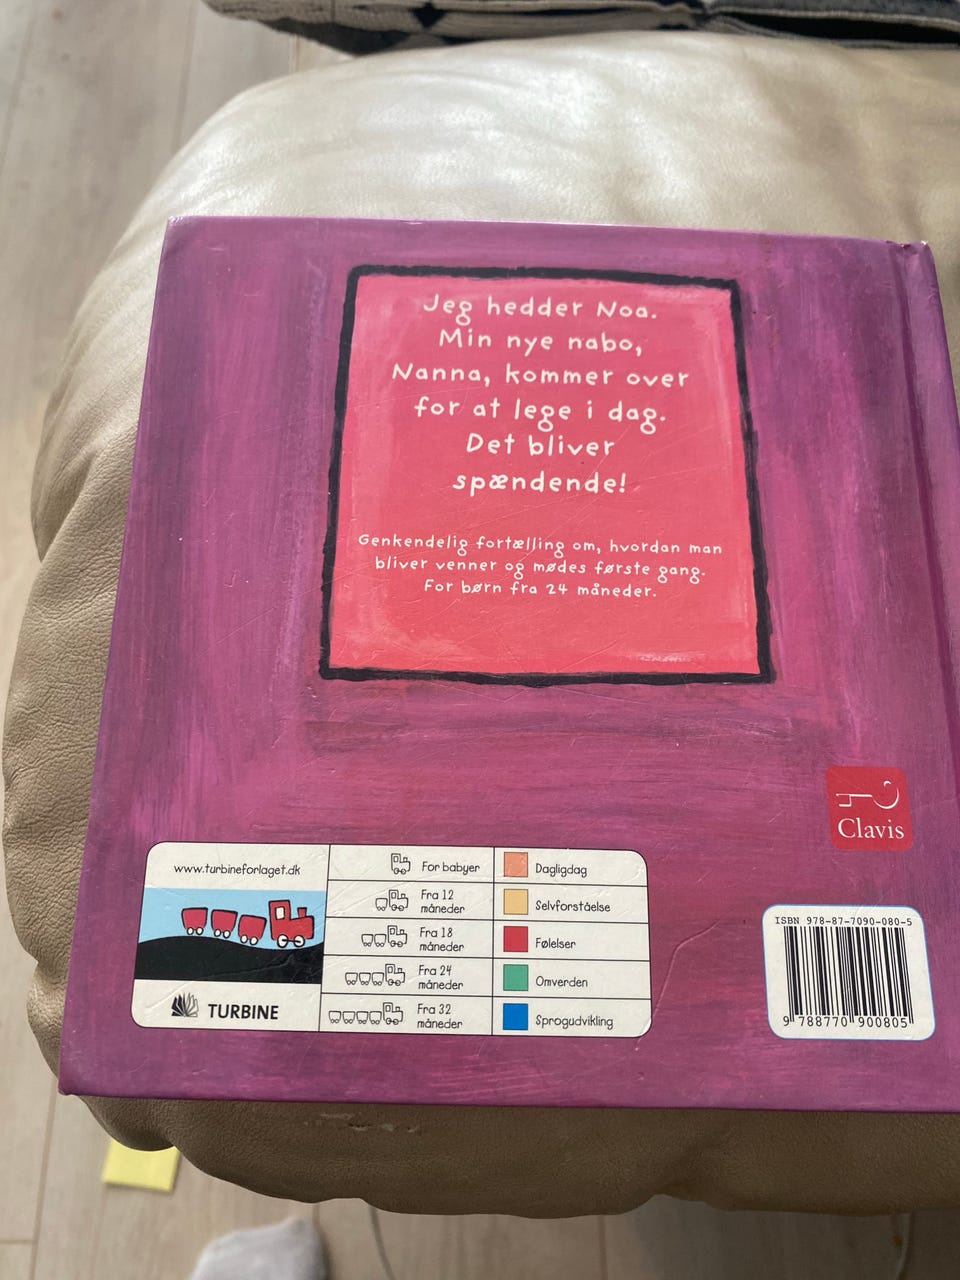 Jeg hedder Noa.
Min nye nabo,
Nanna, kommer over
for at lege i dag.
Det bliver
spændende!
Genkendelig fortælling om, hvordan man
bliver venner og mødes første gang.
For børn fra 24 måneder.
Clavis
www.turbineforlaget.dk
TURBINE
For babyer
Fra 12
måneder
Fra 18
måneder
Fra 24
måneder
Fra 32
måneder
Dagligdag
Selvforståelse
Følelser
Omverden
Sprogudvikling
ISBN 978-87-7090-080-5
9 788770 900805